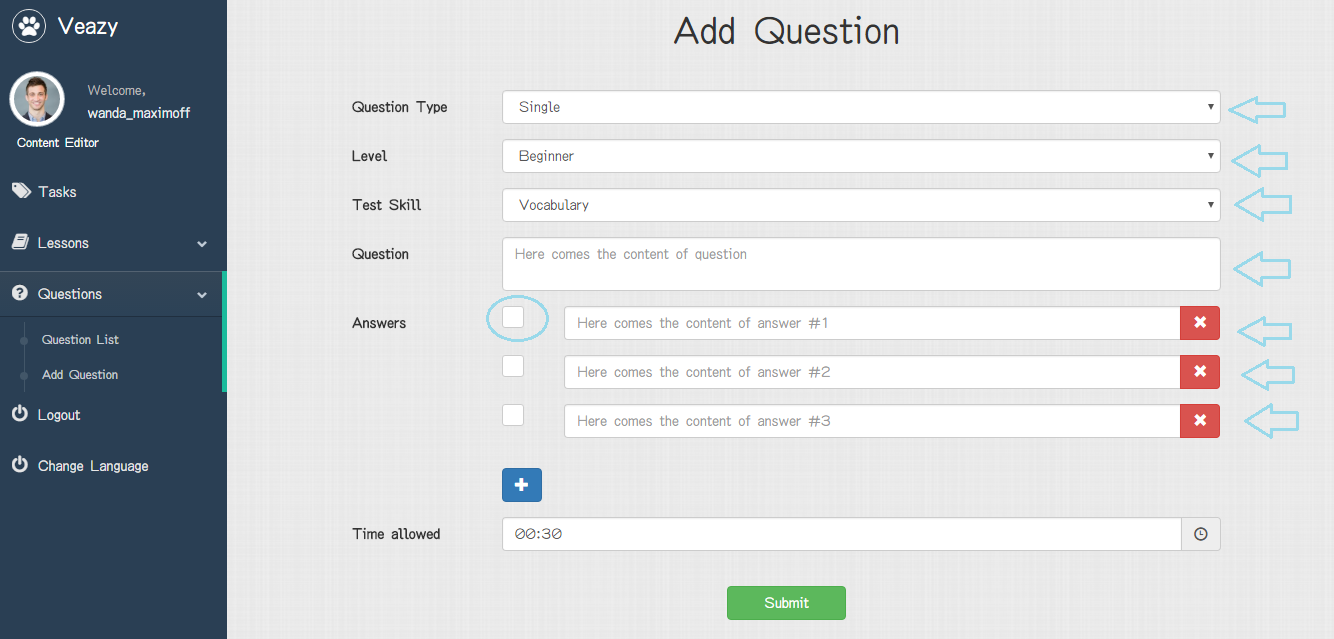 Veazy
Welcome,
wanda_maximoff
Content Editor
Tasks
Lessons
Questions
Question List
Add Question
Logout
Change Language
Add Question
Question Type Single
Level Beginner
Test Skill Vocabulary
Question Here comes the content of question
Answers Here comes the content of answer #1
Here comes the content of answer #2
Here comes the content of answer #3
Time allowed 00:30
Submit